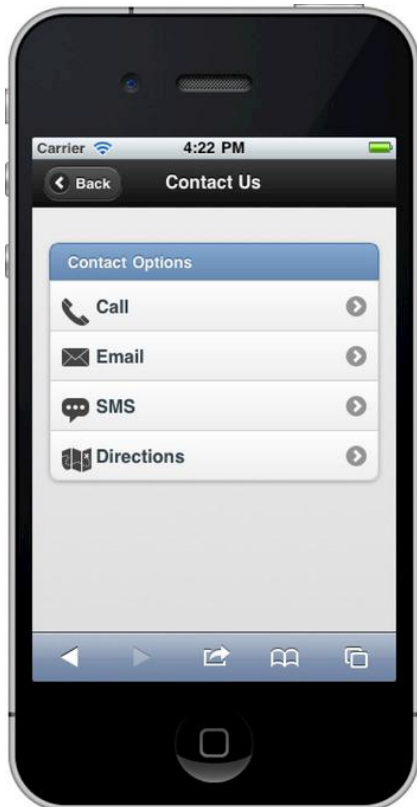 Carrier 4:22 PM
Back Contact Us
Contact Options
Call
Email
SMS
Directions